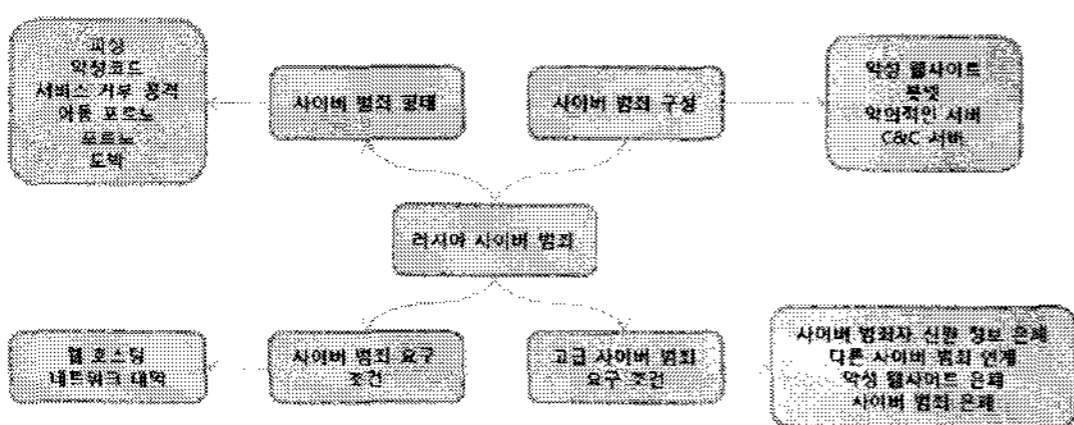 피싱
악성코드
서비스 거부 공격
아동 포르노
포르노
도박
사이버 범죄 형태
사이버 범죄 구성
악성 웹사이트
봇넷
악의적인 서버
C&C 서버
러시아 사이버 범죄
웹 호스팅
네트워크 대역
사이버 범죄 요구
조건
고급 사이버 범죄
요구 조건
사이버 범죄자 신원 정보 은폐
다른 사이버 범죄 연계
악성 웹사이트 은폐
사이버 범죄 은폐